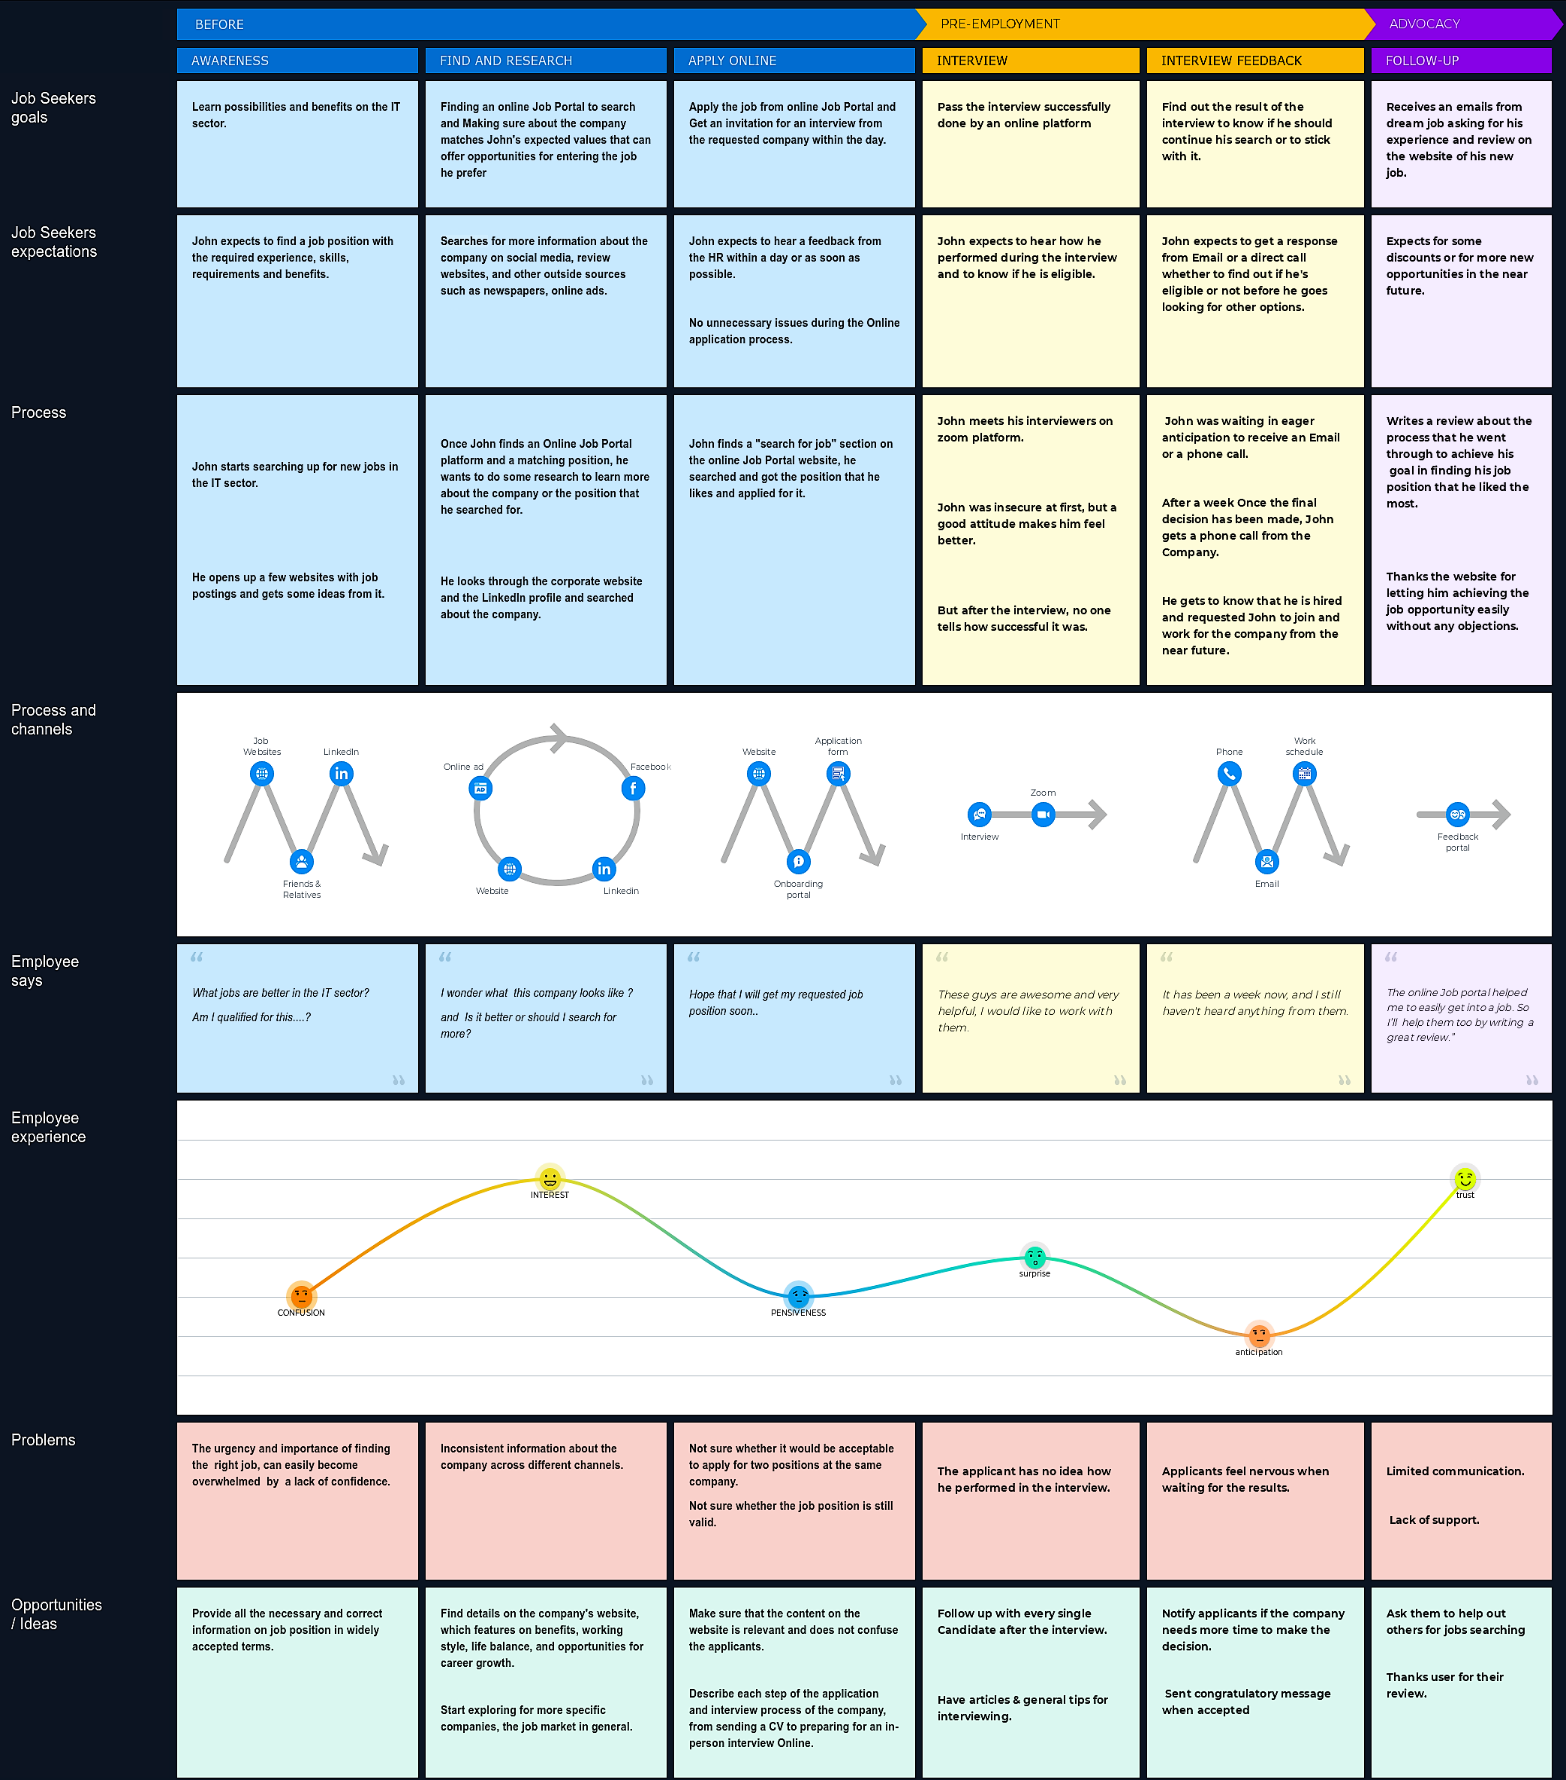 BEFORE
PRE-EMPLOYMENT
ADVOCACY
AWARENESS
FIND AND RESEARCH
APPLY ONLINE
INTERVIEW
INTERVIEW FEEDBACK
FOLLOW-UP
Job Seekers
goals
Learn possibilities and benefits on the IT
sector.
Finding an online Job Portal to search
and Making sure about the company
matches John's expected values that can
offer opportunities for entering the job
he prefer
Apply the job from online Job Portal and
Get an invitation for an interview from
the requested company within the day.
Pass the interview successfully
done by an online platform
Find out the result of the
interview to know if he should
continue his search or to stick
with it.
Receives an emails from
dream job asking for his
experience and review on
the website of his new
job.
Job Seekers
expectations
John expects to find a job position with
the required experience, skills,
requirements and benefits.
Searches for more information about the
company on social media, review
websites, and other outside sources
such as newspapers, online ads.
John expects to hear a feedback from
the HR within a day or as soon as
possible.
No unnecessary issues during the Online
application process.
John expects to hear how he
performed during the interview
and to know if he is eligible.
John expects to get a response
from Email or a direct call
whether to find out if he's
eligible or not before he goes
looking for other options.
Expects for some
discounts or for more new
opportunities in the near
future.
Process
John starts searching up for new jobs in
the IT sector.
He opens up a few websites with job
postings and gets some ideas from it.
Once John finds an Online Job Portal
platform and a matching position, he
wants to do some research to learn more
about the company or the position that
he searched for.
He looks through the corporate website
and the LinkedIn profile and searched
about the company.
John finds a "search for job" section on
the online Job Portal website, he
searched and got the position that he
likes and applied for it.
John meets his interviewers on
zoom platform.
John was insecure at first, but a
good attitude makes him feel
better.
But after the interview, no one
tells how successful it was.
John was waiting in eager
anticipation to receive an Email
or a phone call.
After a week Once the final
decision has been made, John
gets a phone call from the
Company.
He gets to know that he is hired
and requested John to join and
work for the company from the
near future.
Writes a review about the
process that he went
through to achieve his
goal in finding his job
position that he liked the
most.
Thanks the website for
letting him achieving the
job opportunity easily
without any objections.
Process and
channels
Job
Websites
LinkedIn
Friends &
Relatives
Online ad
AD
Facebook
Website
Linkedin
Website
Application
form
Onboarding
portal
Interview
Zoom
Phone
Work
schedule
Email
Feedback
portal
Employee
says
“
What jobs are better in the IT sector?
Am I qualified for this....?
”
“
I wonder what this company looks like ?
and Is it better or should I search for
more?
”
“
Hope that I will get my requested job
position soon..
”
“
These guys are awesome and very
helpful, I would like to work with
them.
”
“
It has been a week now, and I still
haven't heard anything from them.
”
“
The online Job portal helped
me to easily get into a job. So
I'll help them too by writing a
great review."
”
Employee
experience
CONFUSION
INTEREST
PENSIVENESS
surprise
anticipation
trust
Problems
The urgency and importance of finding
the right job, can easily become
overwhelmed by a lack of confidence.
Inconsistent information about the
company across different channels.
Not sure whether it would be acceptable
to apply for two positions at the same
company.
Not sure whether the job position is still
valid.
The applicant has no idea how
he performed in the interview.
Applicants feel nervous when
waiting for the results.
Limited communication.
Lack of support.
Opportunities
/ Ideas
Provide all the necessary and correct
information on job position in widely
accepted terms.
Find details on the company's website,
which features on benefits, working
style, life balance, and opportunities for
career growth.
Start exploring for more specific
companies, the job market in general.
Make sure that the content on the
website is relevant and does not confuse
the applicants.
Describe each step of the application
and interview process of the company,
from sending a CV to preparing for an in-
person interview Online.
Follow up with every single
Candidate after the interview.
Have articles & general tips for
interviewing.
Notify applicants if the company
needs more time to make the
decision.
Sent congratulatory message
when accepted
Ask them to help out
others for jobs searching
Thanks user for their
review.